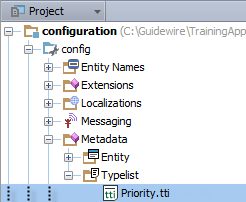 Project
configuration (C:\Guidewire\TrainingApp
config
Entity Names
Extensions
Localizations
Messaging
Metadata
Entity
Typelist
tti Priority.tti